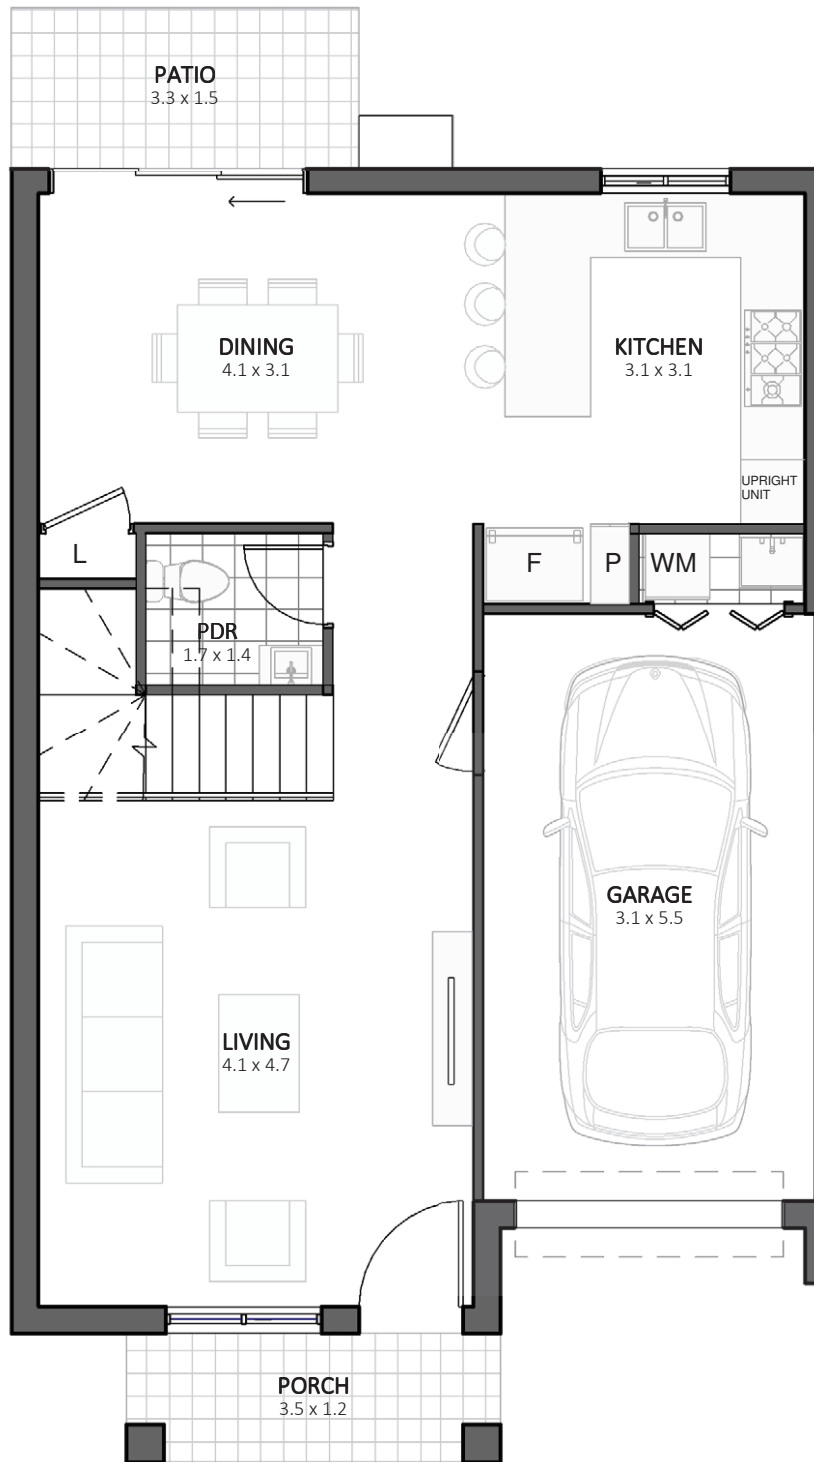 PATIO
3.3 x 1.5
DINING
4.1 x 3.1
KITCHEN
3.1 x 3.1
UPRIGHT
UNIT
L
F
P
WM
PDR
1.7 x 1.4
GARAGE
3.1 x 5.5
LIVING
4.1 x 4.7
PORCH
3.5 x 1.2